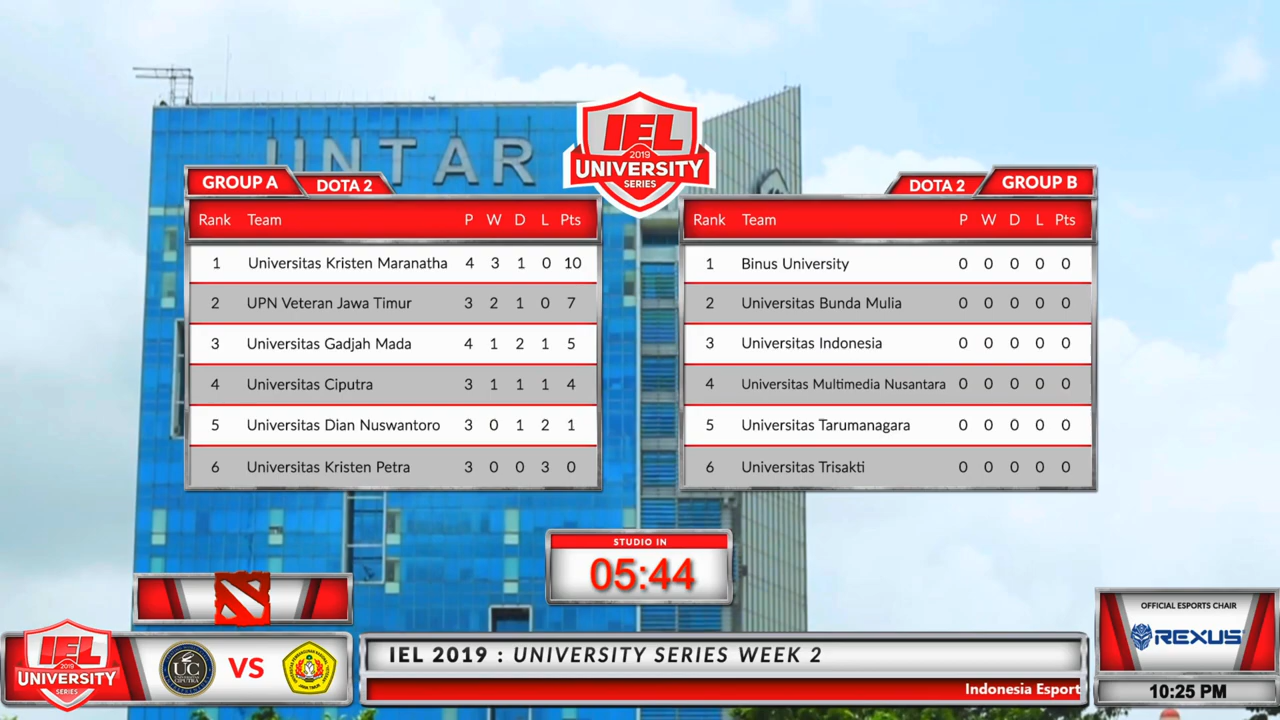 UNTAR
IEL
2019
UNIVERSITY
SERIES
GROUP A DOTA 2
Rank Team P W D L Pts
1 Universitas Kristen Maranatha 4 3 1 0 10
2 UPN Veteran Jawa Timur 3 2 1 0 7
3 Universitas Gadjah Mada 4 1 2 1 5
4 Universitas Ciputra 3 1 1 1 4
5 Universitas Dian Nuswantoro 3 0 1 2 1
6 Universitas Kristen Petra 3 0 0 3 0
DOTA 2 GROUP B
Rank Team P W D L Pts
1 Binus University 0 0 0 0 0
2 Universitas Bunda Mulia 0 0 0 0 0
3 Universitas Indonesia 0 0 0 0 0
4 Universitas Multimedia Nusantara 0 0 0 0 0
5 Universitas Tarumanagara 0 0 0 0 0
6 Universitas Trisakti 0 0 0 0 0
STUDIO IN
05:44
IEL
2019
UNIVERSITY
SERIES
UC
VS
JAWA TIMUR
IEL 2019 : UNIVERSITY SERIES WEEK 2
Indonesia Esport
OFFICIAL ESPORTS CHAIR
REXUS
10:25 PM